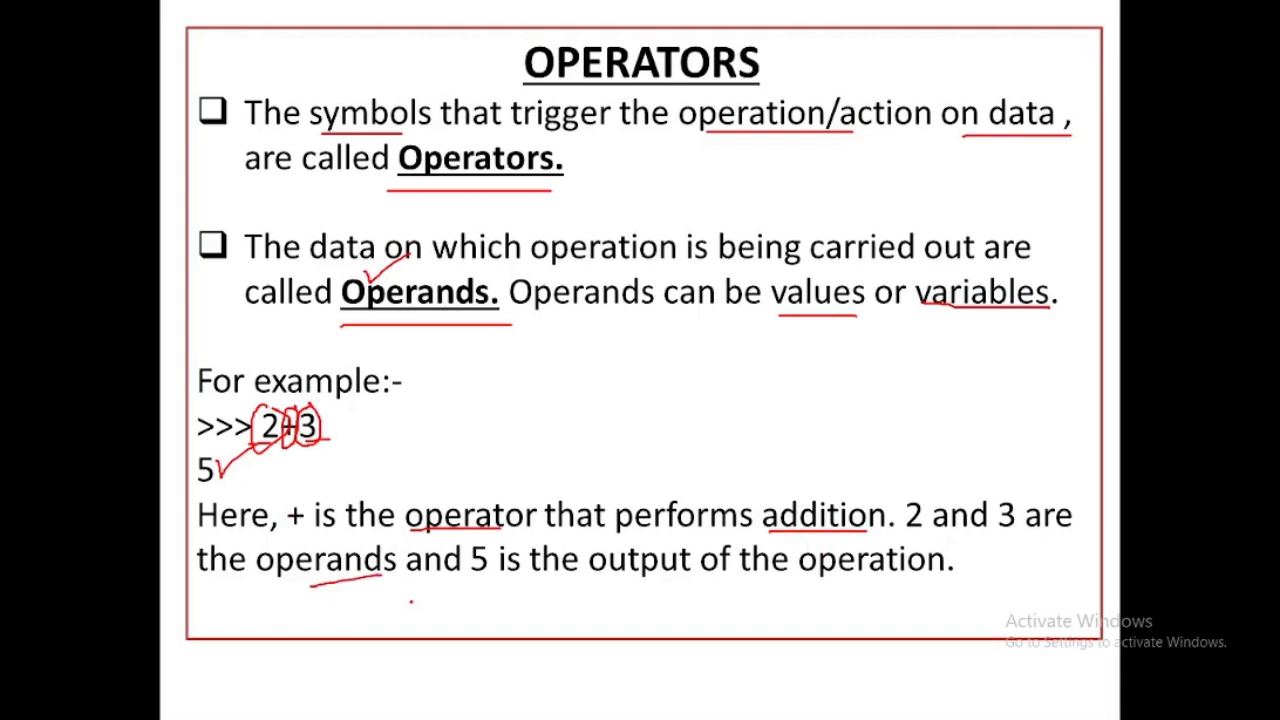 OPERATORS
❑ The symbols that trigger the operation/action on data ,
are called Operators.
❑ The data on which operation is being carried out are
called Operands. Operands can be values or variables.
For example:-
>>> 2+3
5
Here, + is the operator that performs addition. 2 and 3 are
the operands and 5 is the output of the operation.
Activate Windows
Go to Settings to activate Windows.